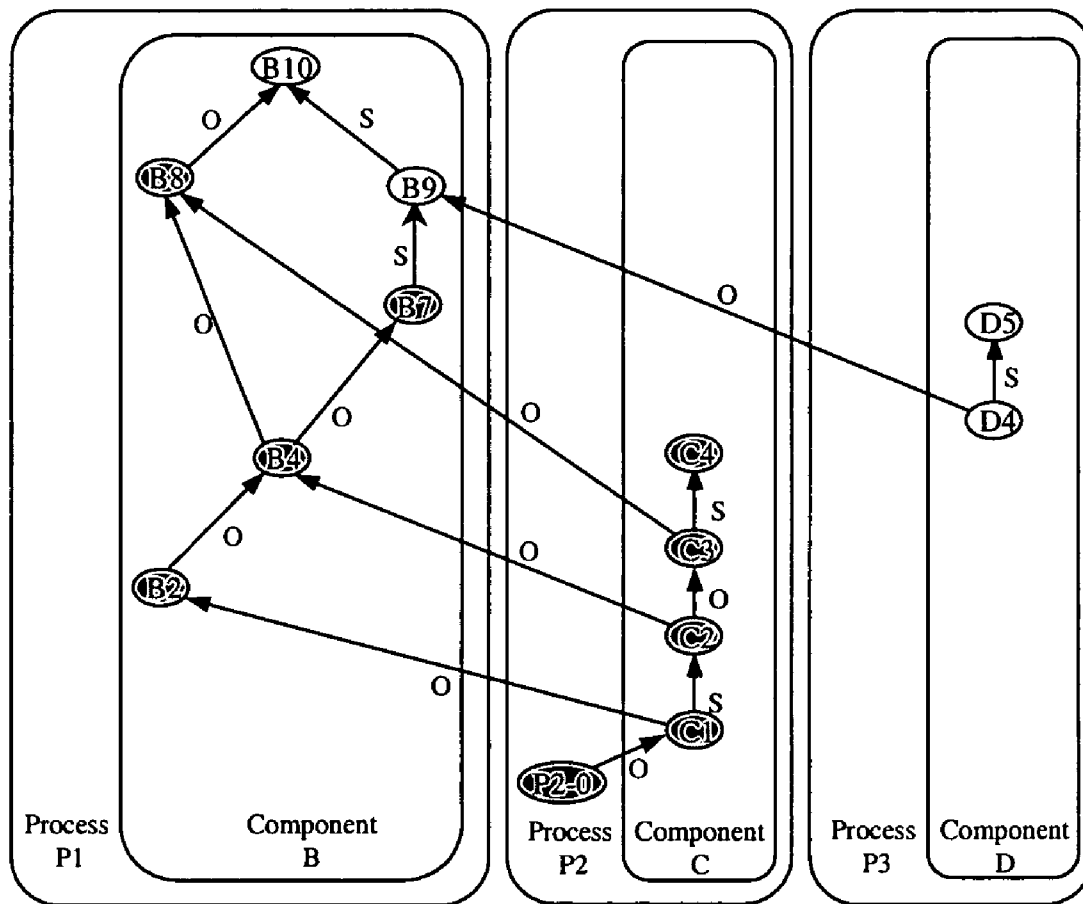 B10
O
S
B8
B9
S
O
B7
D5
O
S
O
O
D4
B4
C4
S
O
O
C3
B2
O
C2
O
S
C1
O
P2-0
Process
P1
Component
B
Process
P2
Component
C
Process
P3
Component
D